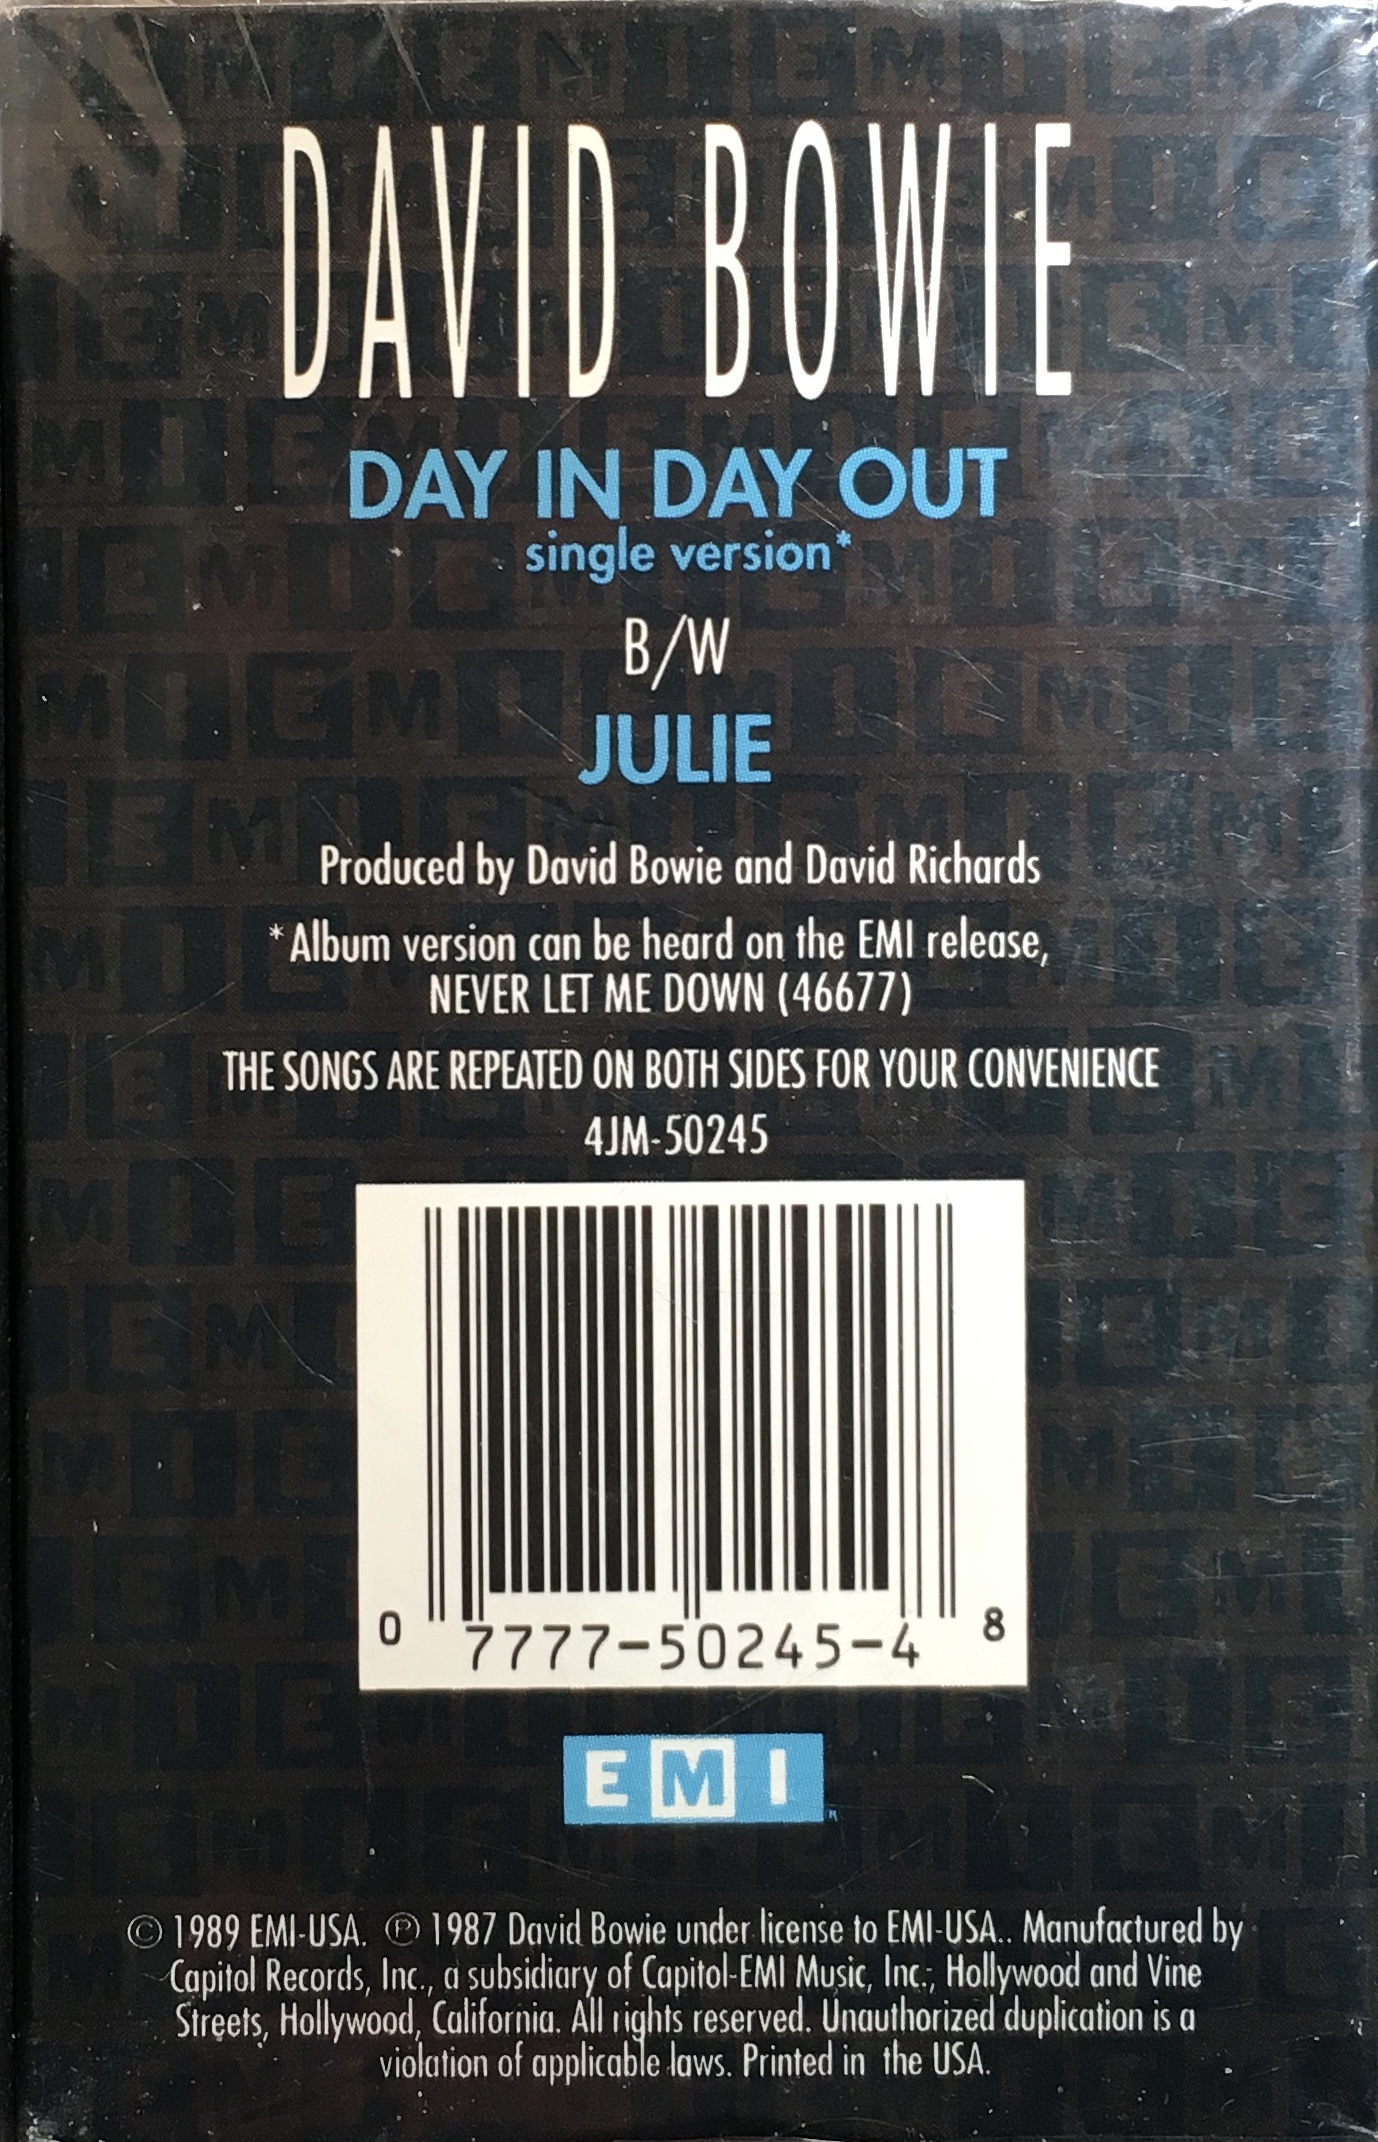 DAVID BOWIE
DAY IN DAY OUT
single version*
B/W
JULIE
Produced by David Bowie and David Richards
*Album version can be heard on the EMI release,
NEVER LET ME DOWN (46677)
THE SONGS ARE REPEATED ON BOTH SIDES FOR YOUR CONVENIENCE
4JM-50245
0 7777-50245-4 8
EMI
© 1989 EMI-USA. ℗ 1987 David Bowie under license to EMI-USA.. Manufactured by
Capitol Records, Inc., a subsidiary of Capitol-EMI Music, Inc., Hollywood and Vine
Streets, Hollywood, California. All rights reserved. Unauthorized duplication is a
violation of applicable laws. Printed in the USA.